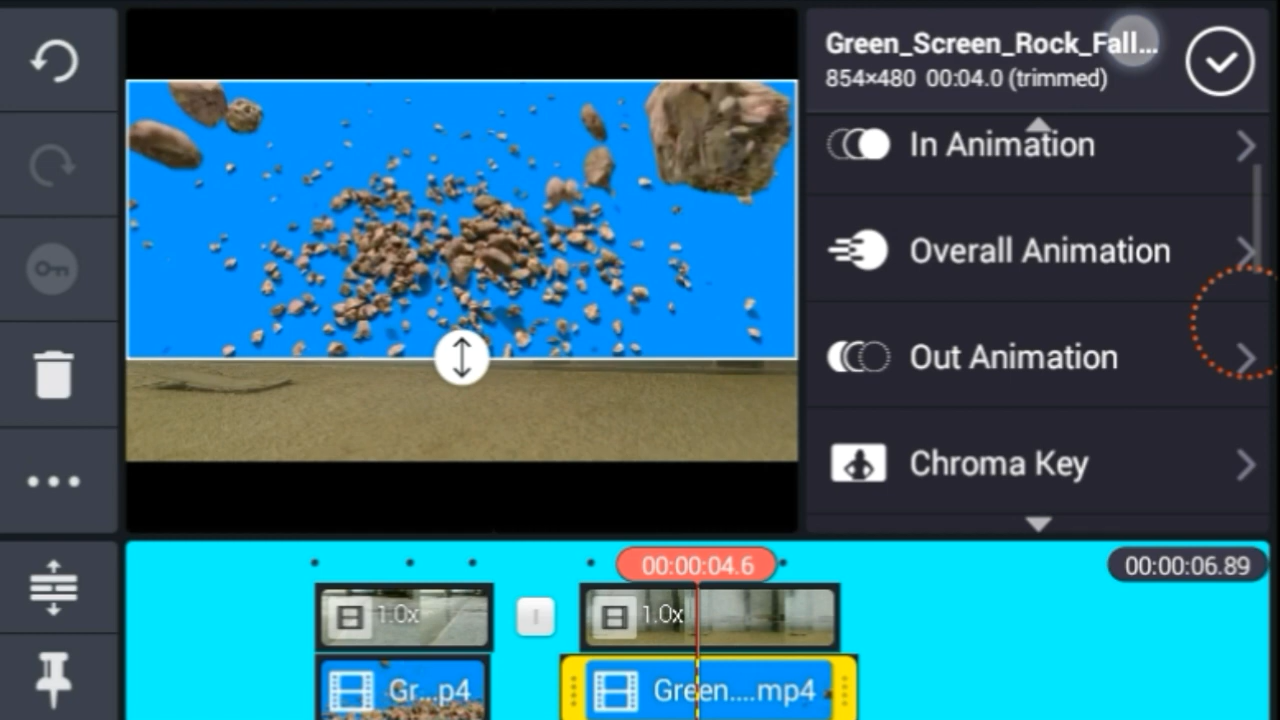 Green_Screen_Rock_Fall...
854×480 00:04.0 (trimmed)
In Animation
Overall Animation
Out Animation
Chroma Key
00:00:04.6
00:00:06.89
1.0x
1.0x
Gr...p4
Green....mp4